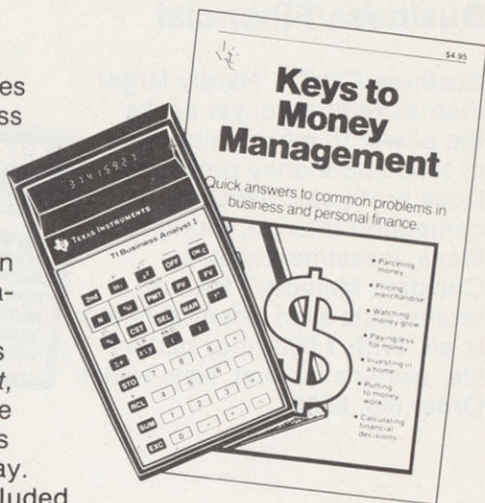 es
ss
n
a-
s
t,
e
s
ay.
luded
$4.95
Keys to
Money
Management
Quick answers to common problems in
business and personal finance.
• Parceling
money
• Pricing
merchandise
• Watching
money grow
• Paying less
for money
• Investing in
a home
• Putting
to money
work
• Calculating
financial
decisions
$
TEXAS INSTRUMENTS
TI Business Analyst I
2nd
OFF
N %I PMT PV FV
% CST SEL MAR
STO 7 8 9
RCL 4 5 6
SUM 1 2 3
EXC 0